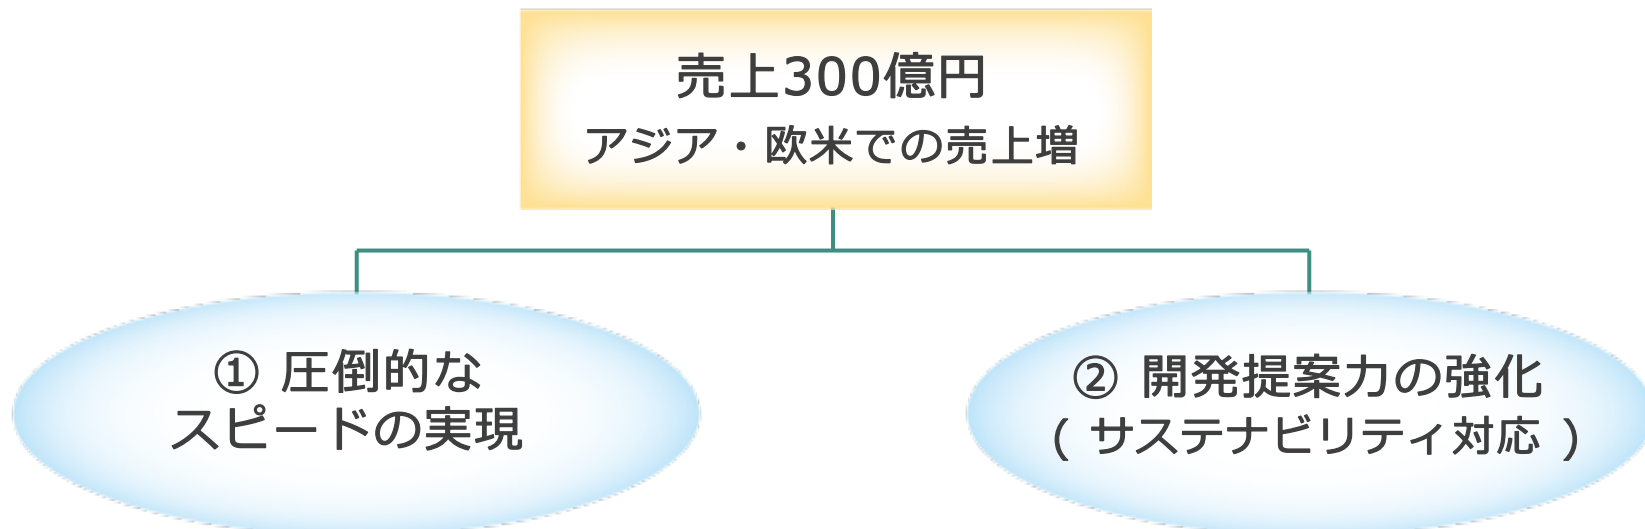 売上300億円
アジア・欧米での売上増
① 圧倒的な
スピードの実現
② 開発提案力の強化
( サステナビリティ対応 )